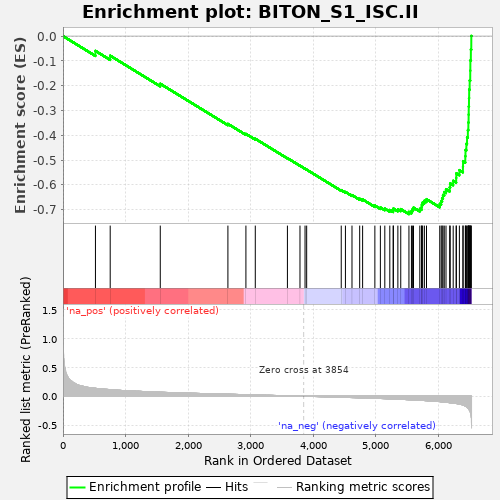 Enrichment plot: BITON_S1_ISC.II
Enrichment score (ES)
0.0
-0.1
-0.2
-0.3
-0.4
-0.5
-0.6
-0.7
'na_pos' (positively correlated)
Ranked list metric (PreRanked)
1.5
1.0
0.5
0.0
-0.5
Zero cross at 3854
'na_neg' (negatively correlated)
0
1,000
2,000
3,000
4,000
5,000
6,000
Rank in Ordered Dataset
Enrichment profile
Hits
Ranking metric scores